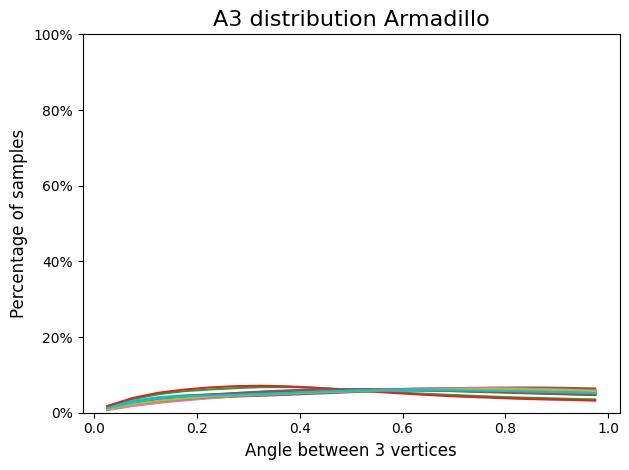 A3 distribution Armadillo
100%
80%
60%
40%
20%
0%
Percentage of samples
0.0 0.2 0.4 0.6 0.8 1.0
Angle between 3 vertices